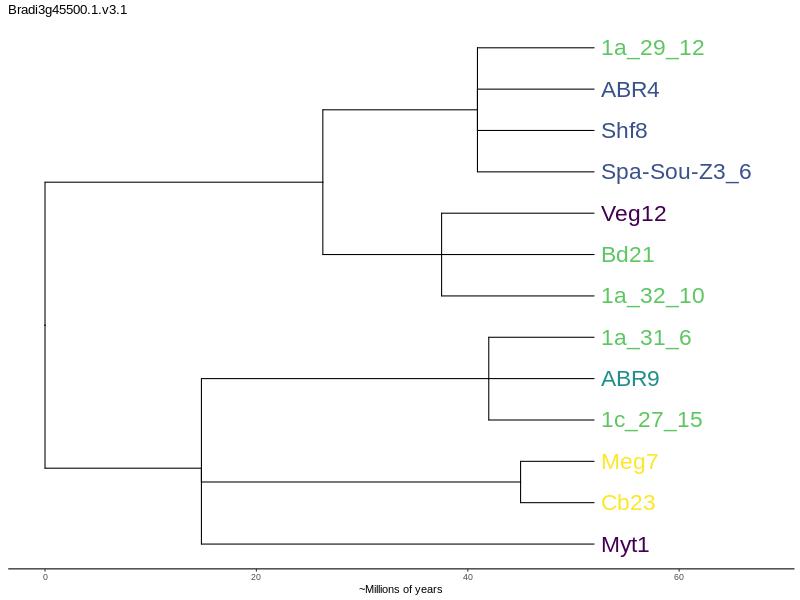 Bradi3g45500.1.v3.1
1a_29_12
ABR4
Shf8
Spa-Sou-Z3_6
Veg12
Bd21
1a_32_10
1a_31_6
ABR9
1c_27_15
Meg7
Cb23
Myt1
0 20 40 60
~Millions of years